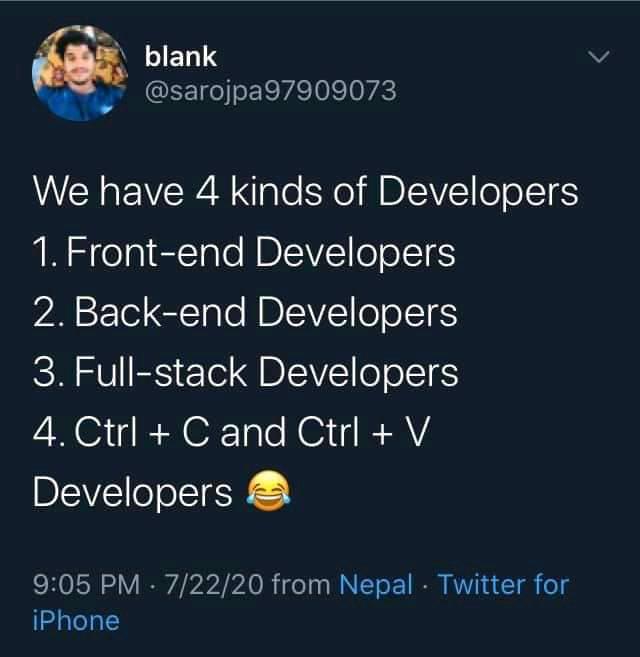 blank
@sarojpa97909073
We have 4 kinds of Developers
1. Front-end Developers
2. Back-end Developers
3. Full-stack Developers
4. Ctrl + C and Ctrl + V
Developers 😂
9:05 PM · 7/22/20 from Nepal · Twitter for
iPhone